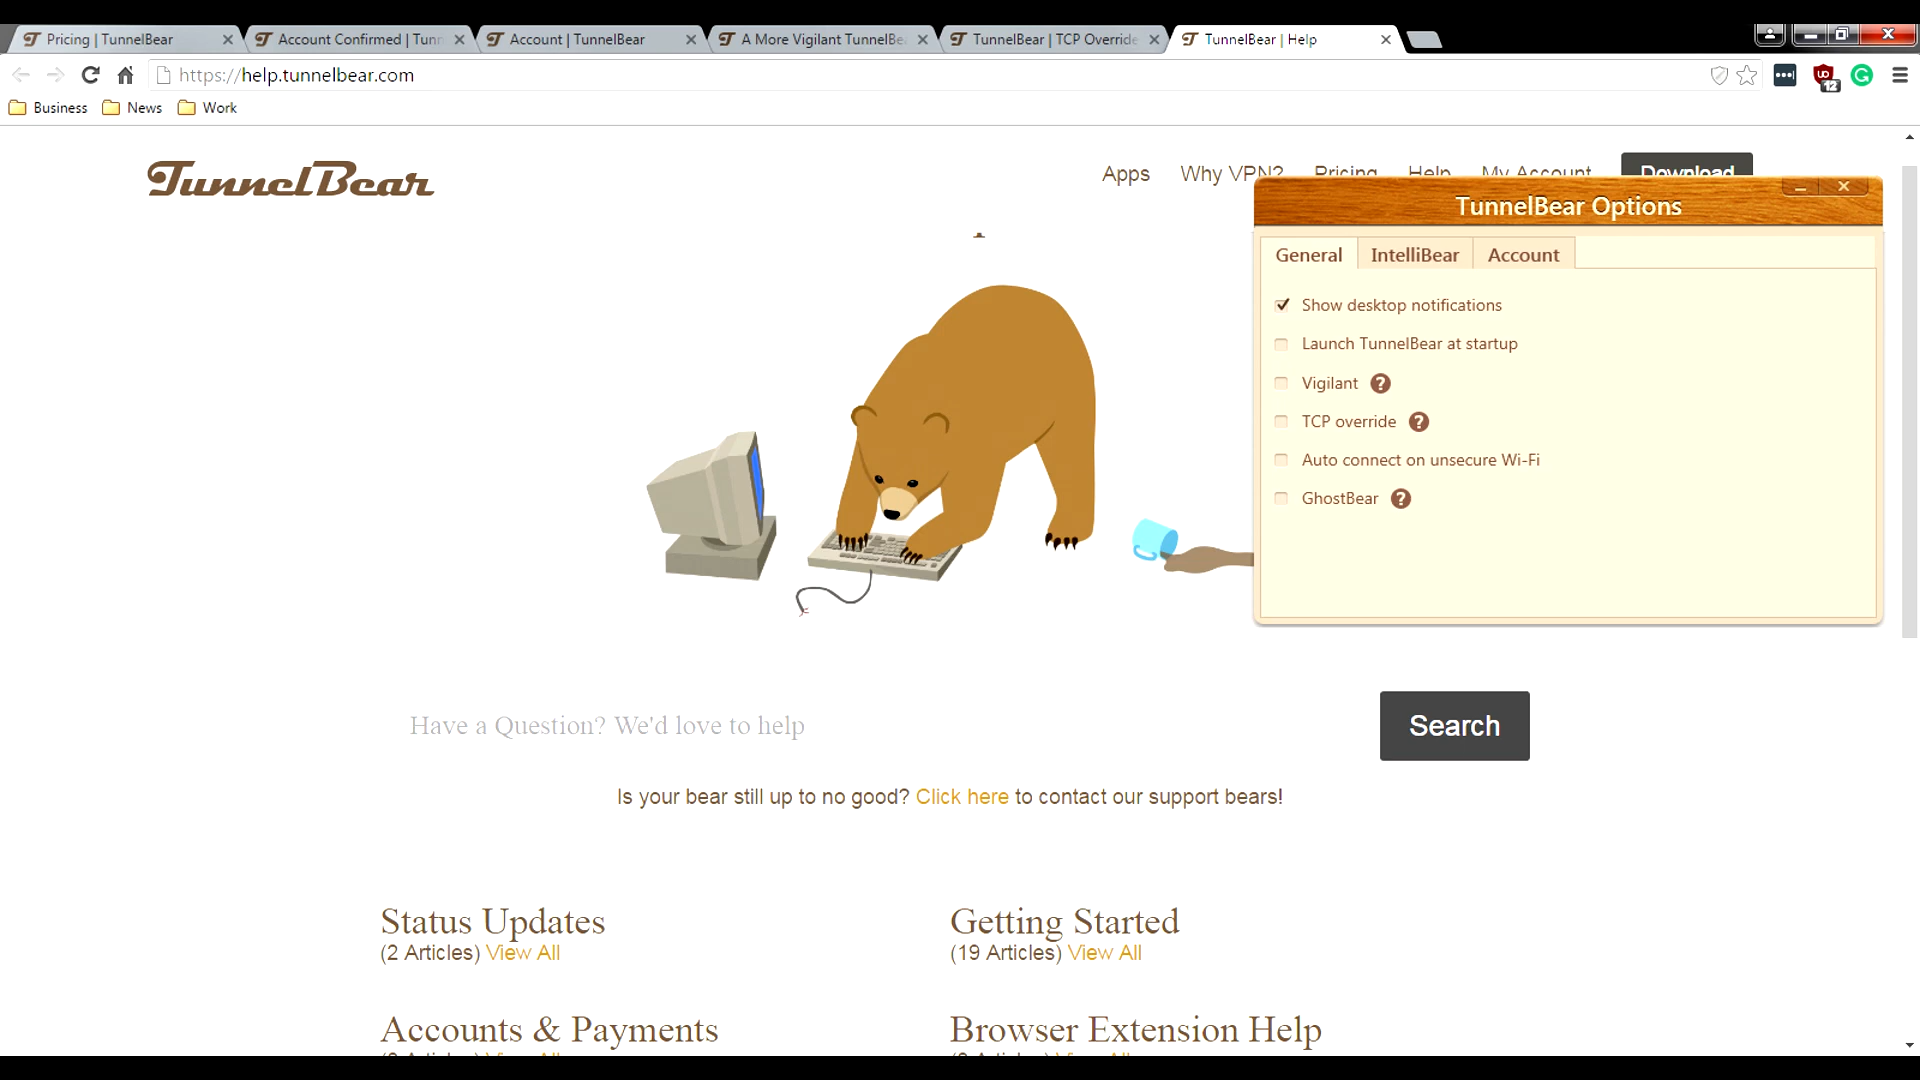 Pricing | TunnelBear
Account Confirmed | Tunn
Account | TunnelBear
A More Vigilant TunnelBe
TunnelBear | TCP Override
TunnelBear | Help
https://help.tunnelbear.com
12
Business
News
Work
TunnelBear
Apps
Why VPN?
Pricing
Help
My Account
Download
TunnelBear Options
General
IntelliBear
Account
Show desktop notifications
Launch TunnelBear at startup
Vigilant ?
TCP override ?
Auto connect on unsecure Wi-Fi
GhostBear ?
Have a Question? We'd love to help
Search
Is your bear still up to no good? Click here to contact our support bears!
Status Updates
(2 Articles) View All
Getting Started
(19 Articles) View All
Accounts & Payments
Browser Extension Help